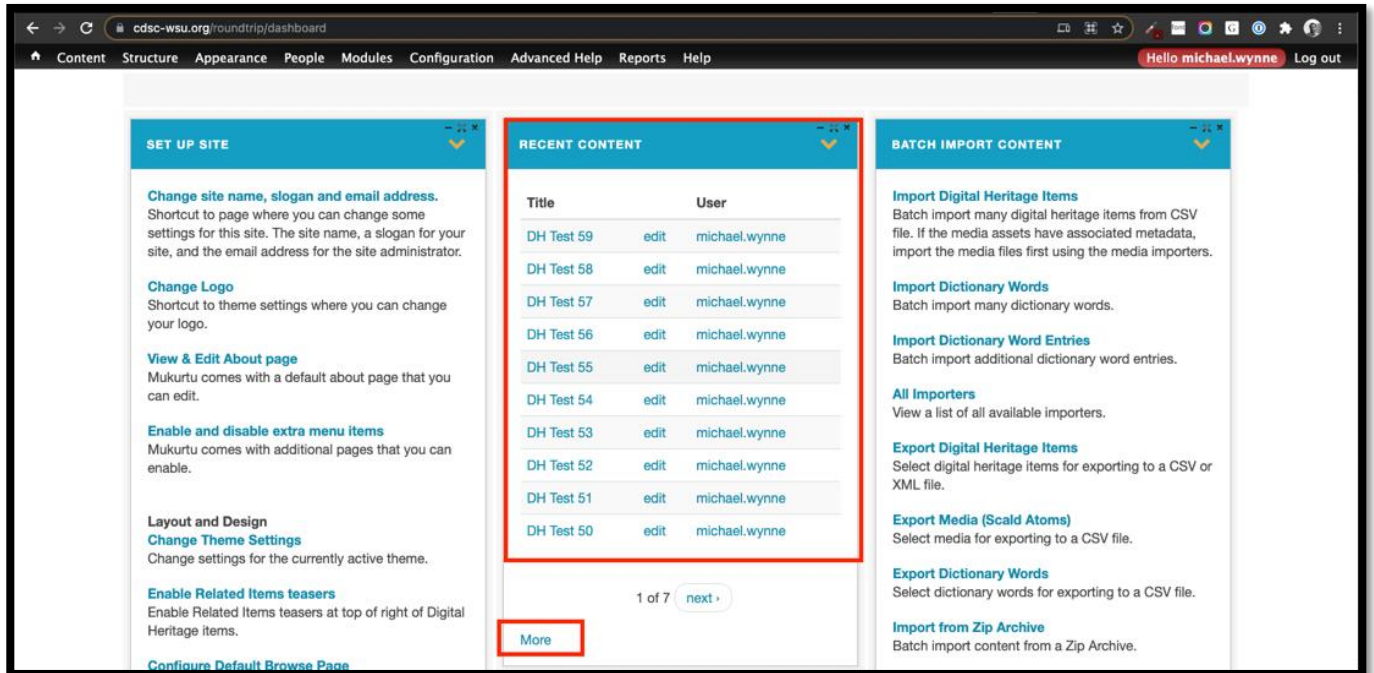 cdsc-wsu.org/roundtrip/dashboard
Content Structure Appearance People Modules Configuration Advanced Help Reports Help Hello michael.wynne Log out
SET UP SITE
Change site name, slogan and email address.
Shortcut to page where you can change some
settings for this site. The site name, a slogan for your
site, and the email address for the site administrator.
Change Logo
Shortcut to theme settings where you can change
your logo.
View & Edit About page
Mukurtu comes with a default about page that you
can edit.
Enable and disable extra menu items
Mukurtu comes with additional pages that you can
enable.
Layout and Design
Change Theme Settings
Change settings for the currently active theme.
Enable Related Items teasers
Enable Related Items teasers at top of right of Digital
Heritage items.
Configure Default Browse Page
RECENT CONTENT
Title User
DH Test 59 edit michael.wynne
DH Test 58 edit michael.wynne
DH Test 57 edit michael.wynne
DH Test 56 edit michael.wynne
DH Test 55 edit michael.wynne
DH Test 54 edit michael.wynne
DH Test 53 edit michael.wynne
DH Test 52 edit michael.wynne
DH Test 51 edit michael.wynne
DH Test 50 edit michael.wynne
1 of 7 next ›
More
BATCH IMPORT CONTENT
Import Digital Heritage Items
Batch import many digital heritage items from CSV
file. If the media assets have associated metadata,
import the media files first using the media importers.
Import Dictionary Words
Batch import many dictionary words.
Import Dictionary Word Entries
Batch import additional dictionary word entries.
All Importers
View a list of all available importers.
Export Digital Heritage Items
Select digital heritage items for exporting to a CSV or
XML file.
Export Media (Scald Atoms)
Select media for exporting to a CSV file.
Export Dictionary Words
Select dictionary words for exporting to a CSV file.
Import from Zip Archive
Batch import content from a Zip Archive.